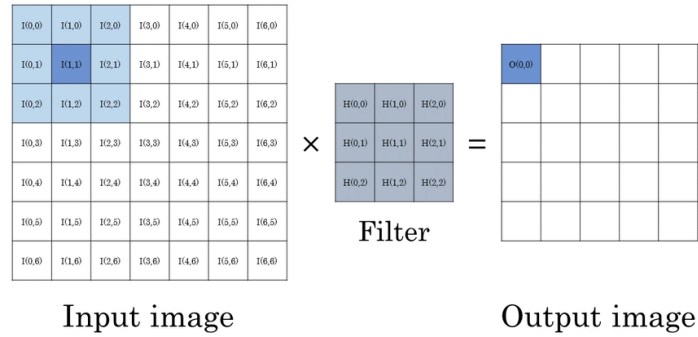 I(0,0) I(1,0) I(2,0) I(3,0) I(4,0) I(5,0) I(6,0)
I(0,1) I(1,1) I(2,1) I(3,1) I(4,1) I(5,1) I(6,1) O(0,0)
I(0,2) I(1,2) I(2,2) I(3,2) I(4,2) I(5,2) I(6,2) H(0,0) H(1,0) H(2,0)
I(0,3) I(1,3) I(2,3) I(3,3) I(4,3) I(5,3) I(6,3) × H(0,1) H(1,1) H(2,1) =
I(0,4) I(1,4) I(2,4) I(3,4) I(4,4) I(5,4) I(6,4) H(0,2) H(1,2) H(2,2)
I(0,5) I(1,5) I(2,5) I(3,5) I(4,5) I(5,5) I(6,5) Filter
I(0,6) I(1,6) I(2,6) I(3,6) I(4,6) I(5,6) I(6,6)
Input image Output image